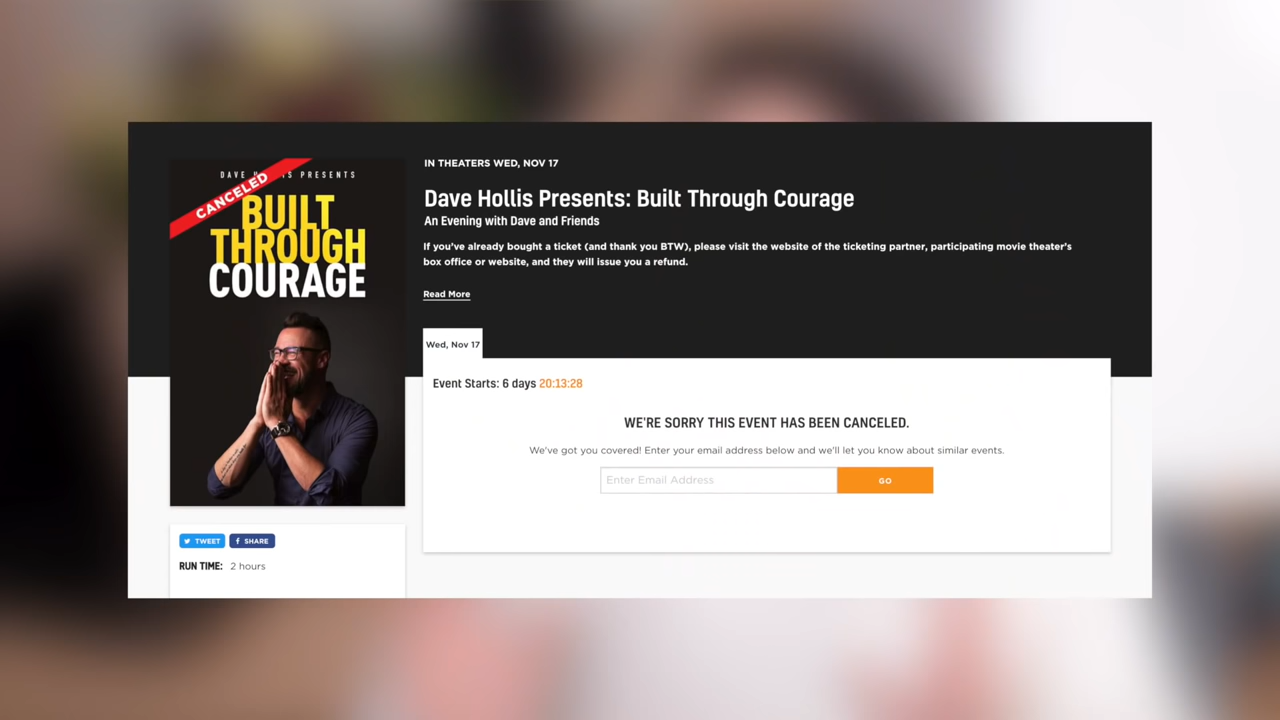 DAVE H IS PRESENTS
CANCELED
BUILT
THROUGH
COURAGE
IN THEATERS WED, NOV 17
Dave Hollis Presents: Built Through Courage
An Evening with Dave and Friends
If you've already bought a ticket (and thank you BTW), please visit the website of the ticketing partner, participating movie theater's
box office or website, and they will issue you a refund.
Read More
Wed, Nov 17
Event Starts: 6 days 20:13:28
WE'RE SORRY THIS EVENT HAS BEEN CANCELED.
We've got you covered! Enter your email address below and we'll let you know about similar events.
Enter Email Address
GO
TWEET
SHARE
RUN TIME: 2 hours